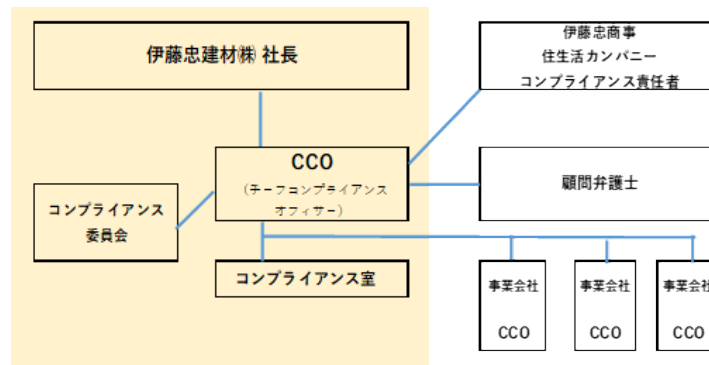 伊藤忠建材㈱ 社長
伊藤忠商事
住生活カンパニー
コンプライアンス責任者
CCO
（チーフコンプライアンス
オフィサー）
顧問弁護士
コンプライアンス
委員会
コンプライアンス室
事業会社
CCO
事業会社
CCO
事業会社
CCO